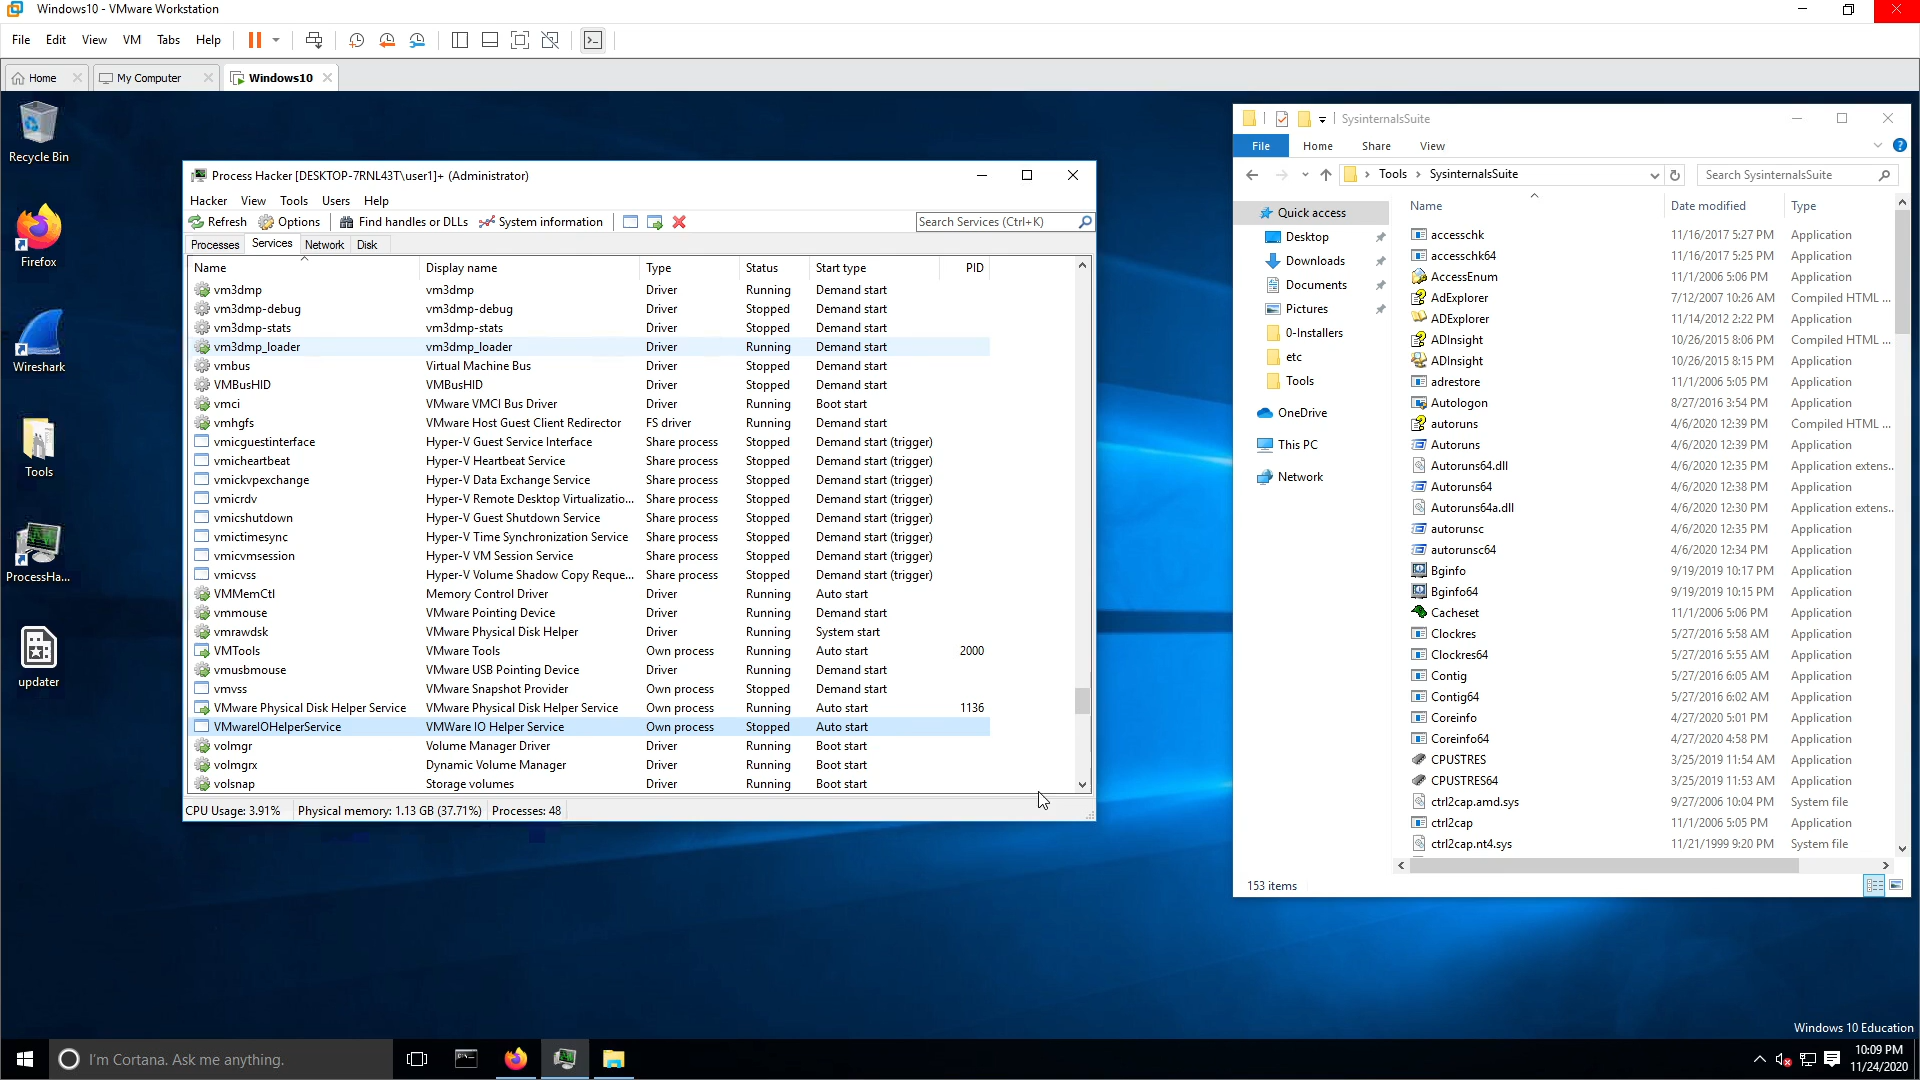 Windows10 - VMware Workstation
File Edit View VM Tabs Help
Home My Computer Windows10
Recycle Bin
Firefox
Wireshark
Tools
ProcessHa...
updater
Process Hacker [DESKTOP-7RNL43T\user1]+ (Administrator)
Hacker View Tools Users Help
Refresh Options Find handles or DLLs System information Search Services (Ctrl+K)
Processes Services Network Disk
Name Display name Type Status Start type PID
vm3dmp vm3dmp Driver Running Demand start
vm3dmp-debug vm3dmp-debug Driver Stopped Demand start
vm3dmp-stats vm3dmp-stats Driver Stopped Demand start
vm3dmp_loader vm3dmp_loader Driver Running Demand start
vmbus Virtual Machine Bus Driver Stopped Demand start
VMBusHID VMBusHID Driver Stopped Demand start
vmci VMware VMCI Bus Driver Driver Running Boot start
vmhgfs VMware Host Guest Client Redirector FS driver Running Demand start
vmicguestinterface Hyper-V Guest Service Interface Share process Stopped Demand start (trigger)
vmicheartbeat Hyper-V Heartbeat Service Share process Stopped Demand start (trigger)
vmickvpexchange Hyper-V Data Exchange Service Share process Stopped Demand start (trigger)
vmicrdv Hyper-V Remote Desktop Virtualizatio... Share process Stopped Demand start (trigger)
vmicshutdown Hyper-V Guest Shutdown Service Share process Stopped Demand start (trigger)
vmictimesync Hyper-V Time Synchronization Service Share process Stopped Demand start (trigger)
vmicvmsession Hyper-V VM Session Service Share process Stopped Demand start (trigger)
vmicvss Hyper-V Volume Shadow Copy Reque... Share process Stopped Demand start (trigger)
VMMemCtl Memory Control Driver Driver Running Auto start
vmmouse VMware Pointing Device Driver Running Demand start
vmrawdsk VMware Physical Disk Helper Driver Running System start
VMTools VMware Tools Own process Running Auto start 2000
vmusbmouse VMware USB Pointing Device Driver Running Demand start
vmvss VMware Snapshot Provider Own process Stopped Demand start
VMware Physical Disk Helper Service VMware Physical Disk Helper Service Own process Running Auto start 1136
VMwareIOHelperService VMWare IO Helper Service Own process Stopped Auto start
volmgr Volume Manager Driver Driver Running Boot start
volmgrx Dynamic Volume Manager Driver Running Boot start
volsnap Storage volumes Driver Running Boot start
CPU Usage: 3.91% Physical memory: 1.13 GB (37.71%) Processes: 48
SysinternalsSuite
File Home Share View
Tools SysinternalsSuite Search SysinternalsSuite
Quick access
Desktop
Downloads
Documents
Pictures
0-Installers
etc
Tools
OneDrive
This PC
Network
Name Date modified Type
accesschk 11/16/2017 5:27 PM Application
accesschk64 11/16/2017 5:25 PM Application
AccessEnum 11/1/2006 5:06 PM Application
AdExplorer 7/12/2007 10:26 AM Compiled HTML ...
ADExplorer 11/14/2012 2:22 PM Application
ADInsight 10/26/2015 8:06 PM Compiled HTML ...
ADInsight 10/26/2015 8:15 PM Application
adrestore 11/1/2006 5:05 PM Application
Autologon 8/27/2016 3:54 PM Application
autoruns 4/6/2020 12:39 PM Compiled HTML ...
Autoruns 4/6/2020 12:39 PM Application
Autoruns64.dll 4/6/2020 12:35 PM Application extens...
Autoruns64 4/6/2020 12:38 PM Application
Autoruns64a.dll 4/6/2020 12:30 PM Application extens...
autorunsc 4/6/2020 12:35 PM Application
autorunsc64 4/6/2020 12:34 PM Application
Bginfo 9/19/2019 10:17 PM Application
Bginfo64 9/19/2019 10:15 PM Application
Cacheset 11/1/2006 5:06 PM Application
Clockres 5/27/2016 5:58 AM Application
Clockres64 5/27/2016 5:55 AM Application
Contig 5/27/2016 6:05 AM Application
Contig64 5/27/2016 6:02 AM Application
Coreinfo 4/27/2020 5:01 PM Application
Coreinfo64 4/27/2020 4:58 PM Application
CPUSTRES 3/25/2019 11:54 AM Application
CPUSTRES64 3/25/2019 11:53 AM Application
ctrl2cap.amd.sys 9/27/2006 10:04 PM System file
ctrl2cap 11/1/2006 5:05 PM Application
ctrl2cap.nt4.sys 11/21/1999 9:20 PM System file
153 items
Windows 10 Education
I'm Cortana. Ask me anything.
10:09 PM
11/24/2020